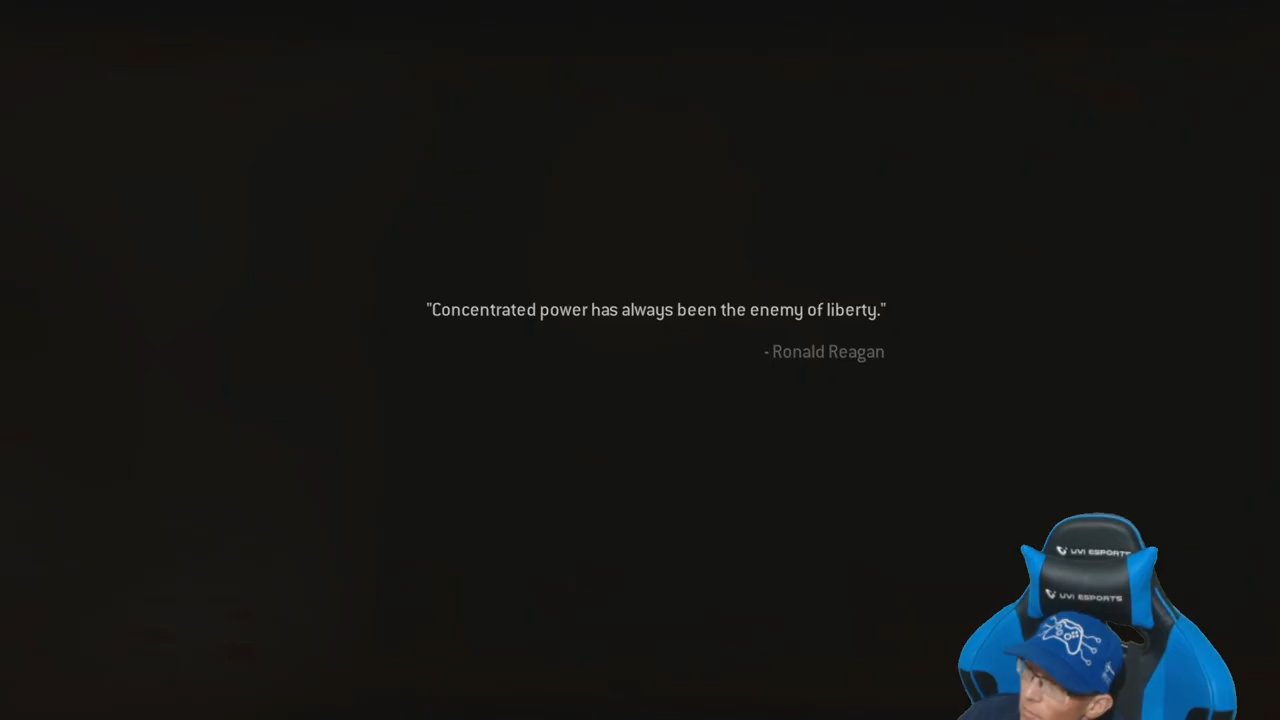 "Concentrated power has always been the enemy of liberty."
- Ronald Reagan
UVI ESPORTS
UVI ESPORTS